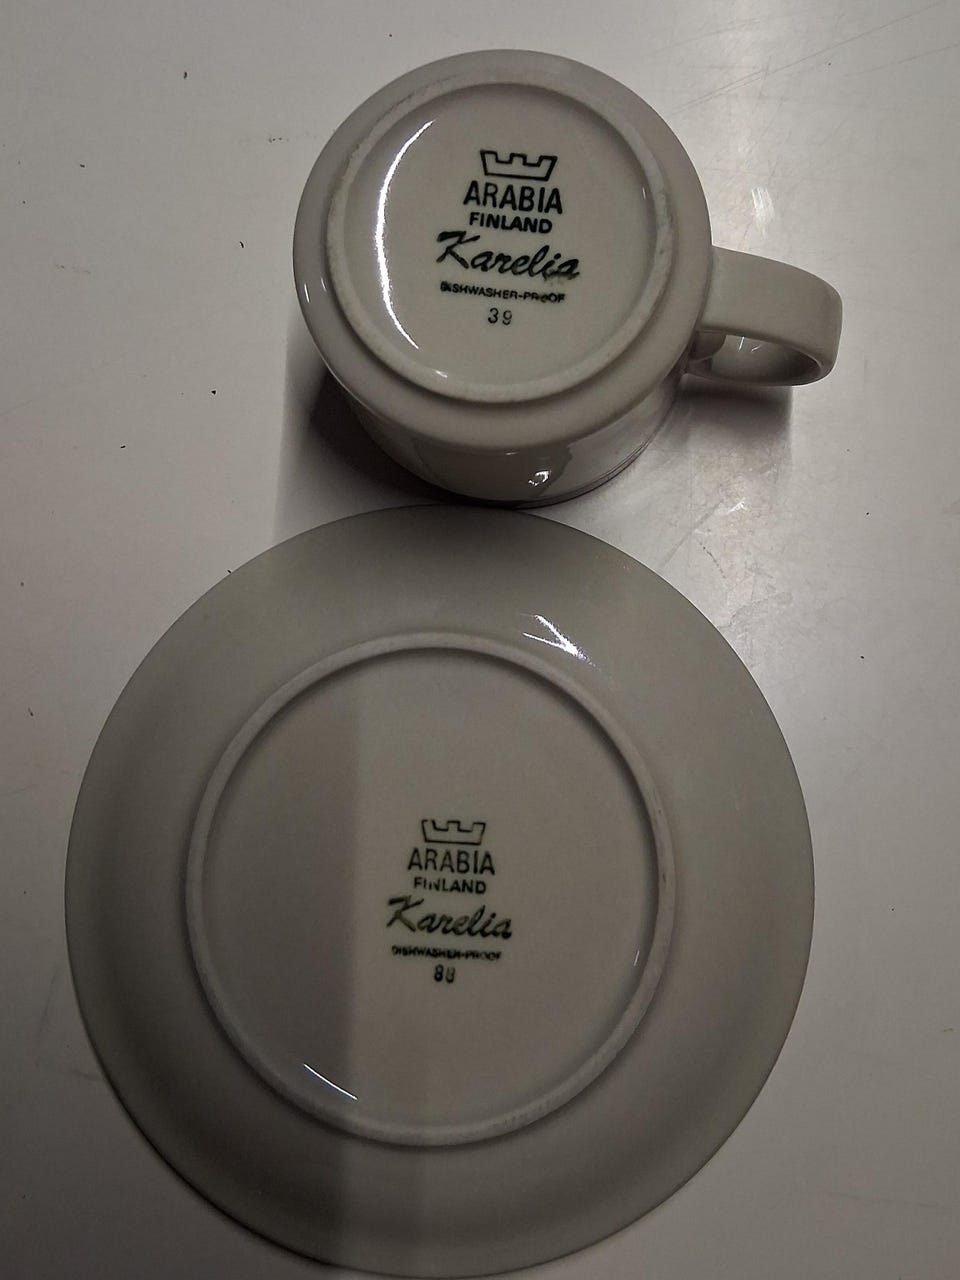 ARABIA
FINLAND
Karelia
DISHWASHER-PROOF
39
ARABIA
FINLAND
Karelia
DISHWASHER-PROOF
88